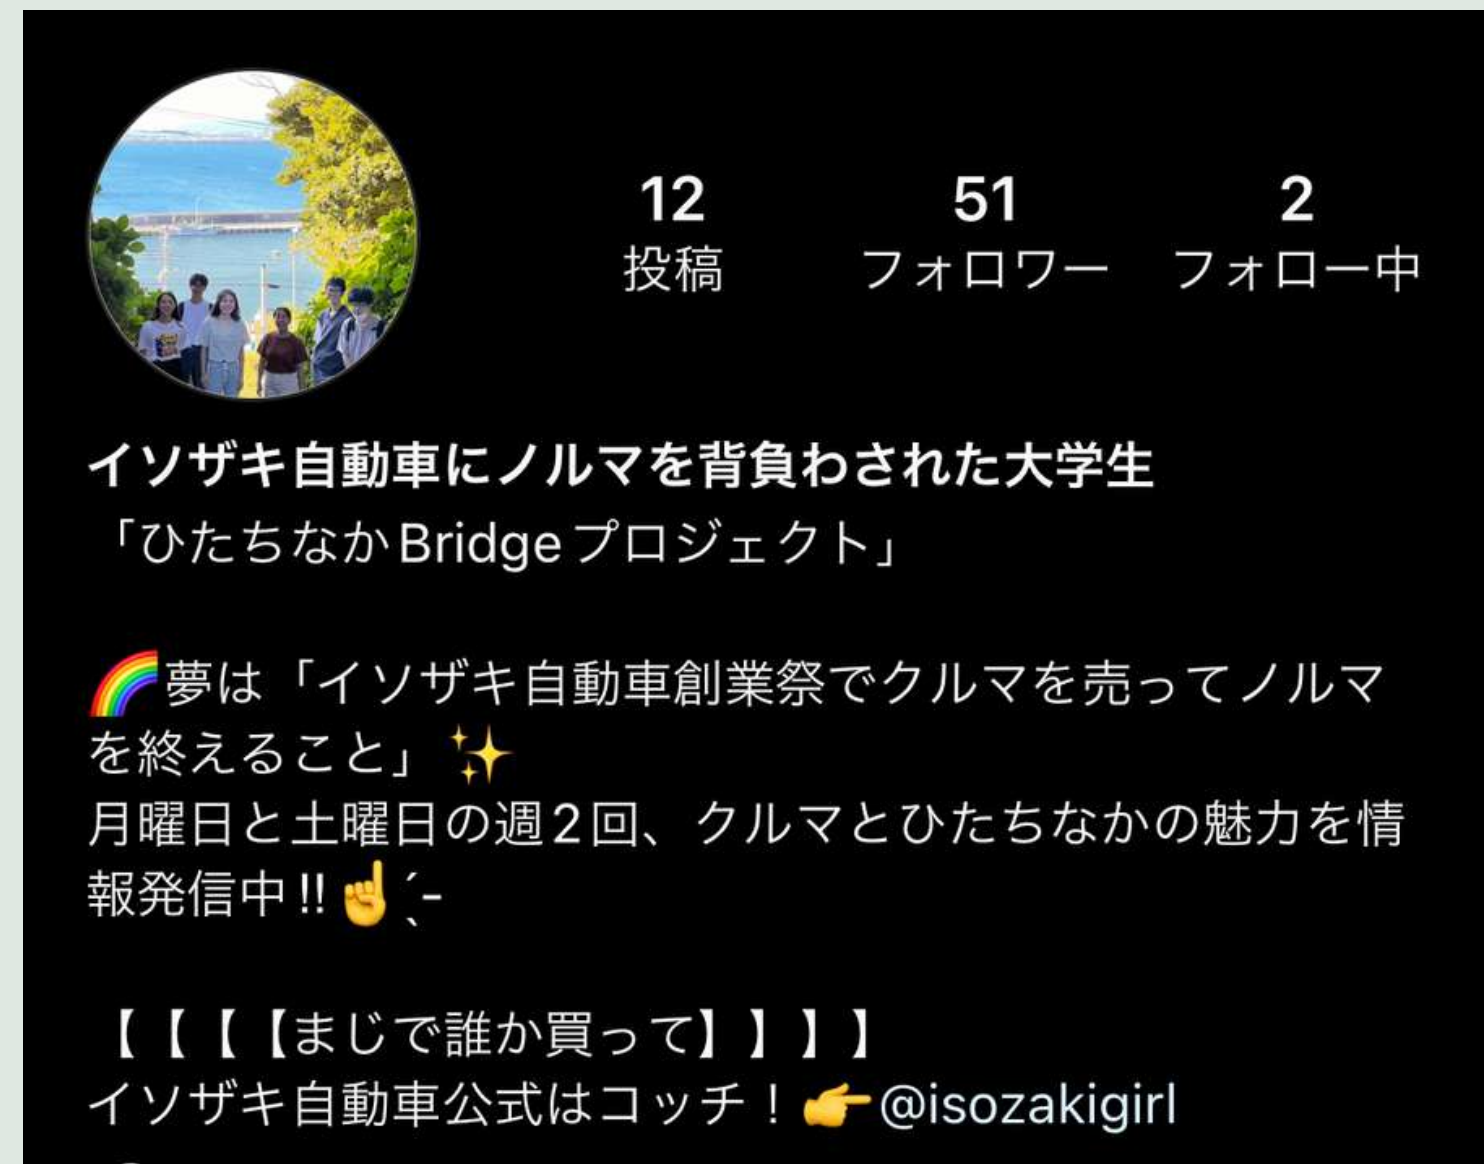 12 51 2
投稿 フォロワー フォロー中
イソザキ自動車にノルマを背負わされた大学生
「ひたちなかBridgeプロジェクト」
🌈夢は「イソザキ自動車創業祭でクルマを売ってノルマ
を終えること」✨
月曜日と土曜日の週2回、クルマとひたちなかの魅力を情
報発信中‼️☝️ ̖́-
【【【【まじで誰か買って】】】】
イソザキ自動車公式はコッチ！👉@isozakigirl